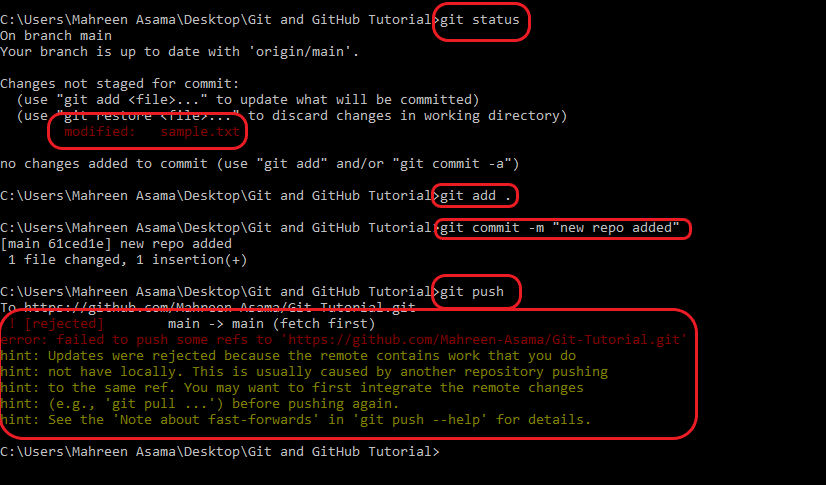 C:\Users\Mahreen Asama\Desktop\Git and GitHub Tutorial>git status
On branch main
Your branch is up to date with 'origin/main'.
Changes not staged for commit:
(use "git add <file>..." to update what will be committed)
(use "git restore <file>..." to discard changes in working directory)
modified: sample.txt
no changes added to commit (use "git add" and/or "git commit -a")
C:\Users\Mahreen Asama\Desktop\Git and GitHub Tutorial>git add .
C:\Users\Mahreen Asama\Desktop\Git and GitHub Tutorial>git commit -m "new repo added"
[main 61ced1e] new repo added
1 file changed, 1 insertion(+)
C:\Users\Mahreen Asama\Desktop\Git and GitHub Tutorial>git push
To https://github.com/Mahreen-Asama/Git-Tutorial.git
! [rejected] main -> main (fetch first)
error: failed to push some refs to 'https://github.com/Mahreen-Asama/Git-Tutorial.git'
hint: Updates were rejected because the remote contains work that you do
hint: not have locally. This is usually caused by another repository pushing
hint: to the same ref. You may want to first integrate the remote changes
hint: (e.g., 'git pull ...') before pushing again.
hint: See the 'Note about fast-forwards' in 'git push --help' for details.
C:\Users\Mahreen Asama\Desktop\Git and GitHub Tutorial>